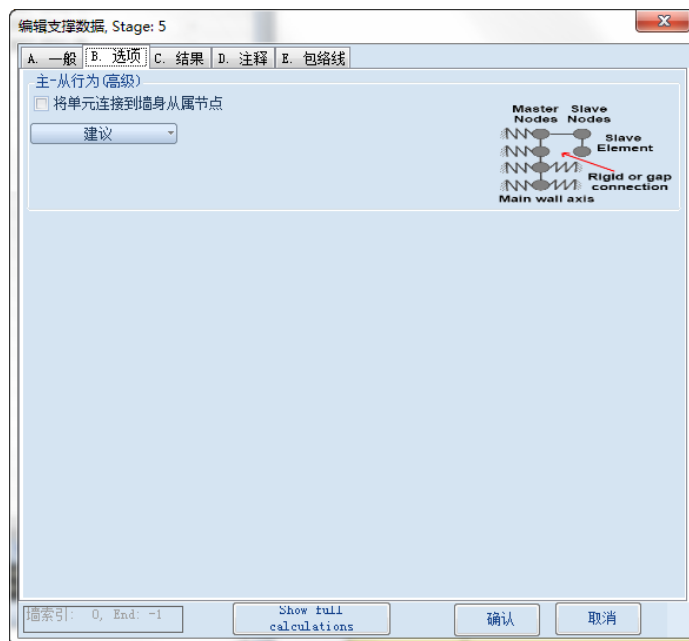 编辑支撑数据, Stage: 5
A. 一般 B. 选项 C. 结果 D. 注释 E. 包络线
主-从行为(高级)
将单元连接到墙身从属节点
建议
Master Slave
Nodes Nodes
Slave
Element
Rigid or gap
connection
Main wall axis
墙索引: 0, End: -1
Show full
calculations
确认
取消